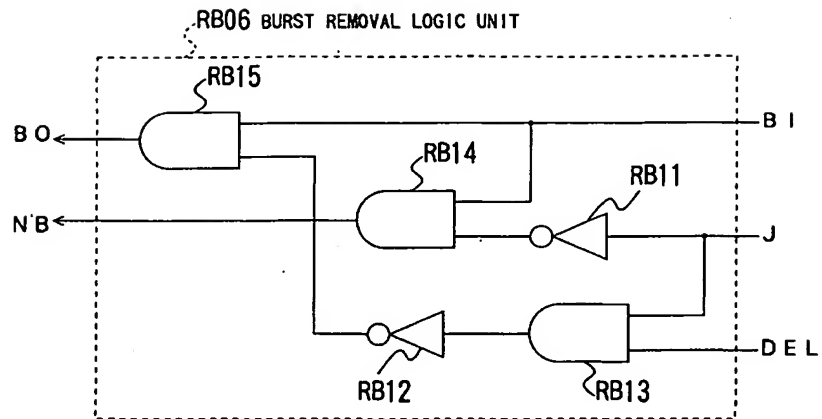 RB06 BURST REMOVAL LOGIC UNIT
RB15
BO
BI
RB14
RB11
N'B
J
DEL
RB12
RB13